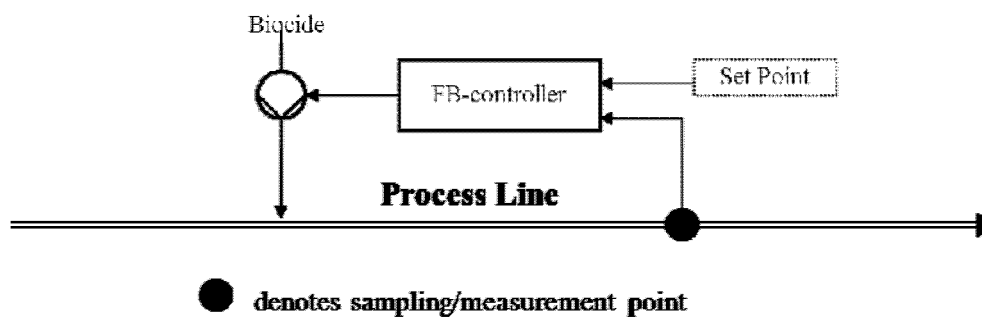 Biocide
FB-controller
Set Point
Process Line
denotes sampling/measurement point